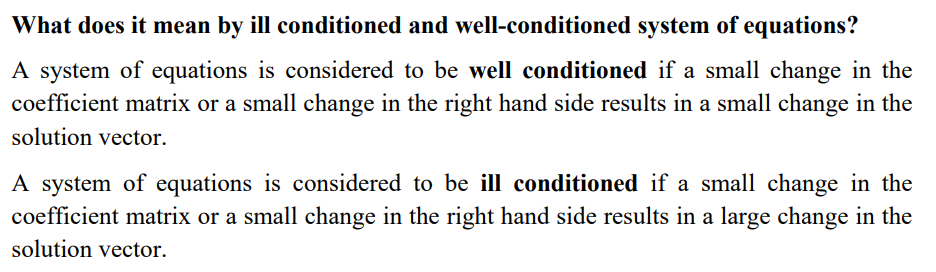 What does it mean by ill conditioned and well-conditioned system of equations?
A system of equations is considered to be well conditioned if a small change in the
coefficient matrix or a small change in the right hand side results in a small change in the
solution vector.
A system of equations is considered to be ill conditioned if a small change in the
coefficient matrix or a small change in the right hand side results in a large change in the
solution vector.